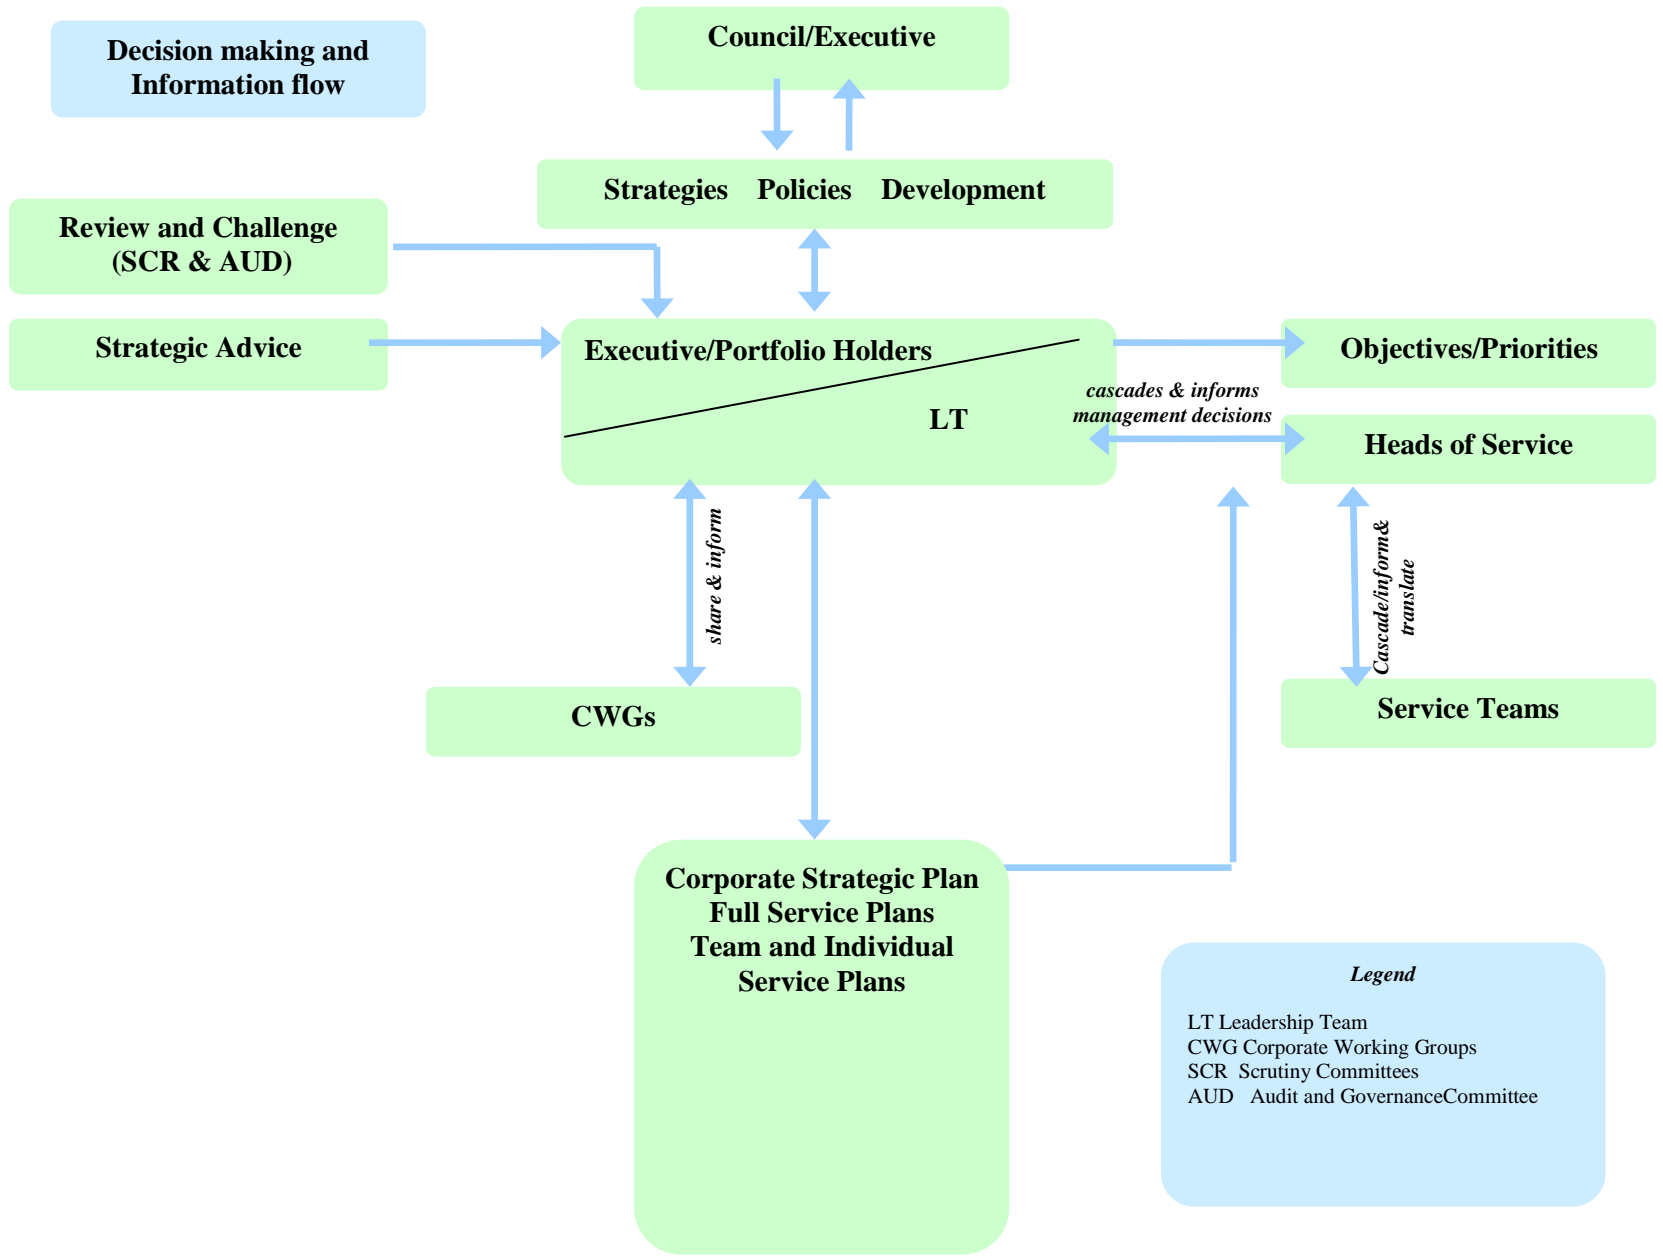 Decision making and
Information flow
Council/Executive
Strategies Policies Development
Review and Challenge
(SCR & AUD)
Strategic Advice
Executive/Portfolio Holders
LT
Objectives/Priorities
cascades & informs
management decisions
Heads of Service
share & inform
Cascade/inform&
translate
CWGs
Service Teams
Corporate Strategic Plan
Full Service Plans
Team and Individual
Service Plans
Legend
LT Leadership Team
CWG Corporate Working Groups
SCR Scrutiny Committees
AUD Audit and GovernanceCommittee